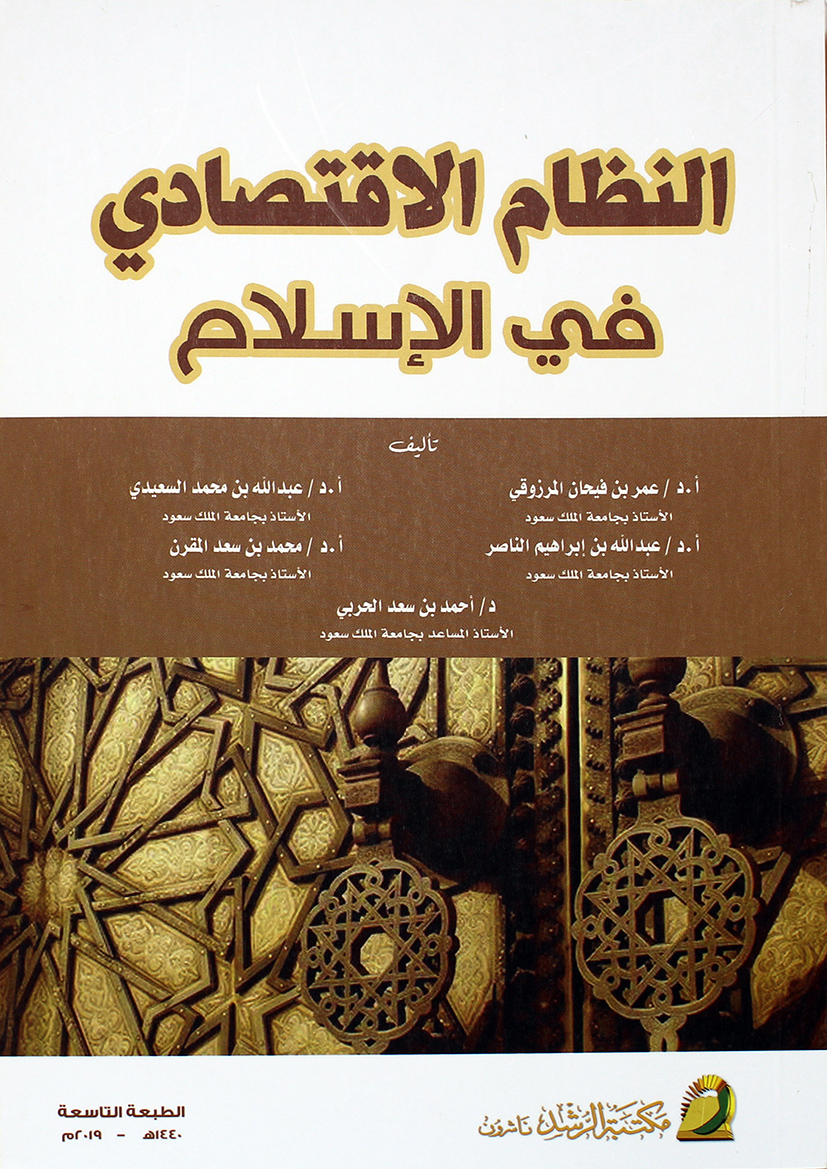 النظام الاقتصادي
في الإسلام
تأليف
أ.د / عمر بن فيحان المرزوقي
الأستاذ بجامعة الملك سعود
أ.د / عبدالله بن محمد السعيدي
الأستاذ بجامعة الملك سعود
أ.د / عبدالله بن إبراهيم الناصر
الأستاذ بجامعة الملك سعود
أ.د / محمد بن سعد المقرن
الأستاذ بجامعة الملك سعود
د/ أحمد بن سعد الحربي
الأستاذ المساعد بجامعة الملك سعود
مكتبة الرشد ناشرون
الطبعة التاسعة
١٤٤٠هـ - ٢٠١٩م